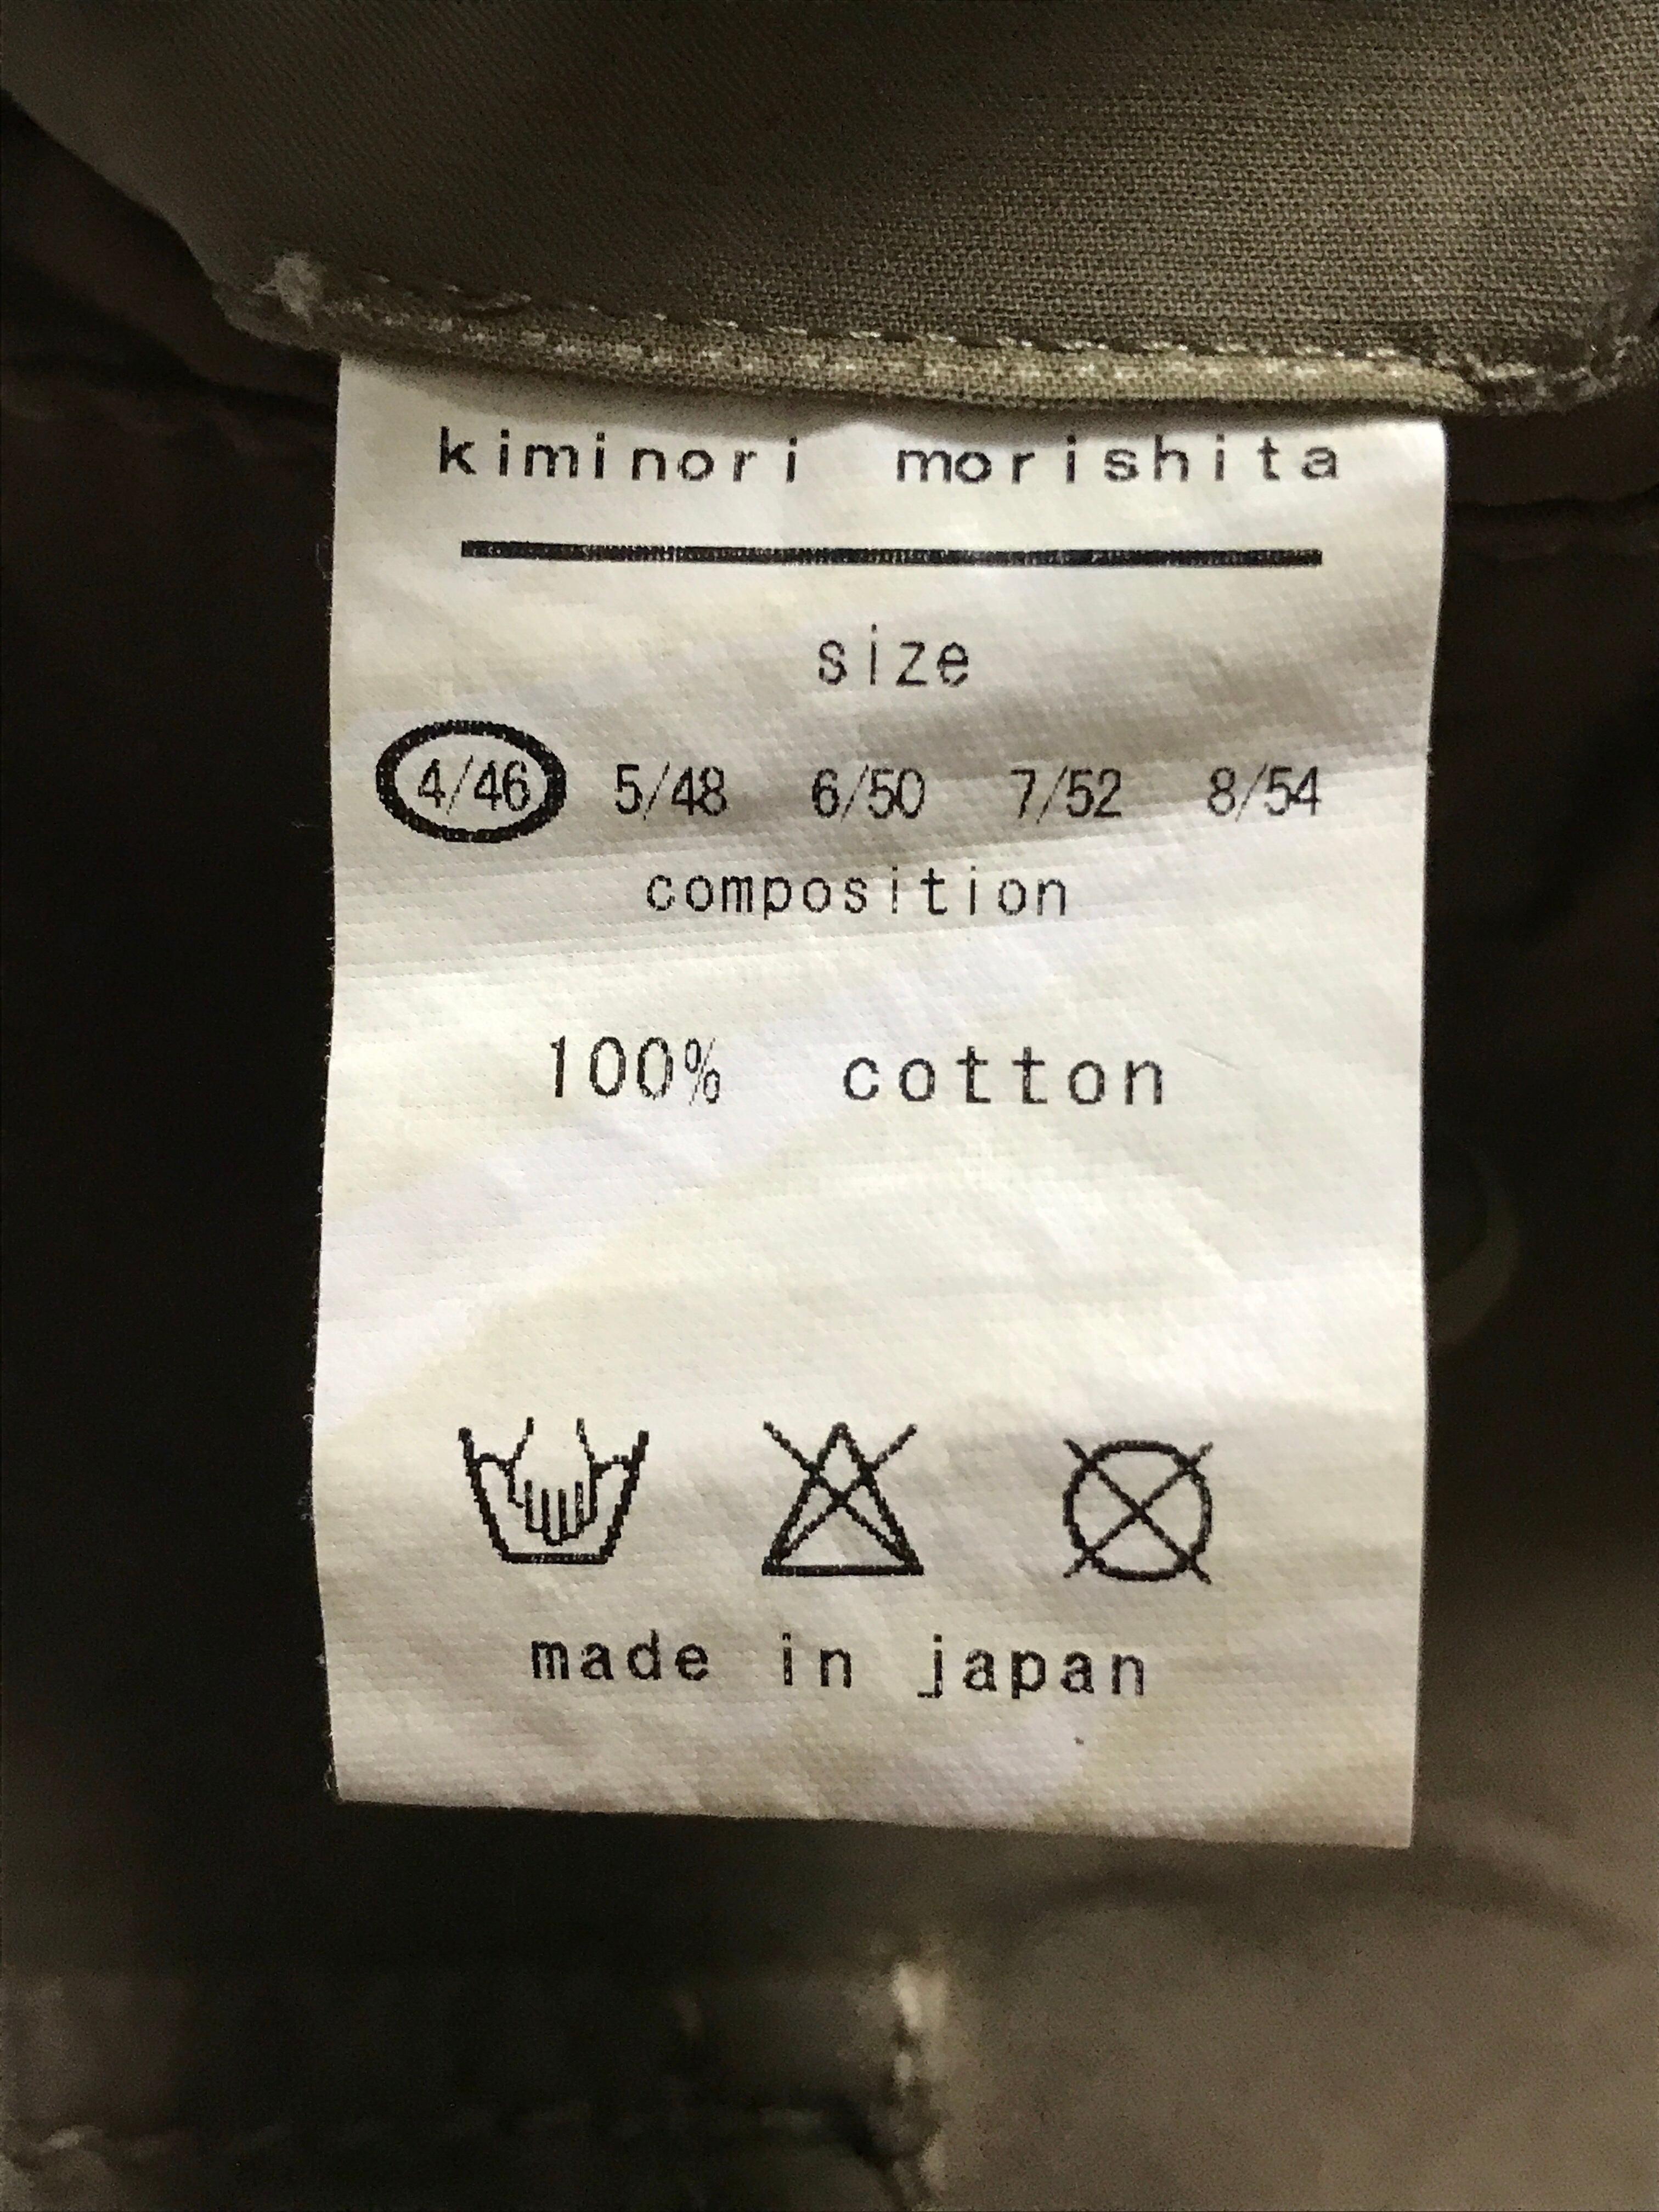 kiminori morishita
size
4/46 5/48 6/50 7/52 8/54
composition
100% cotton
made in japan